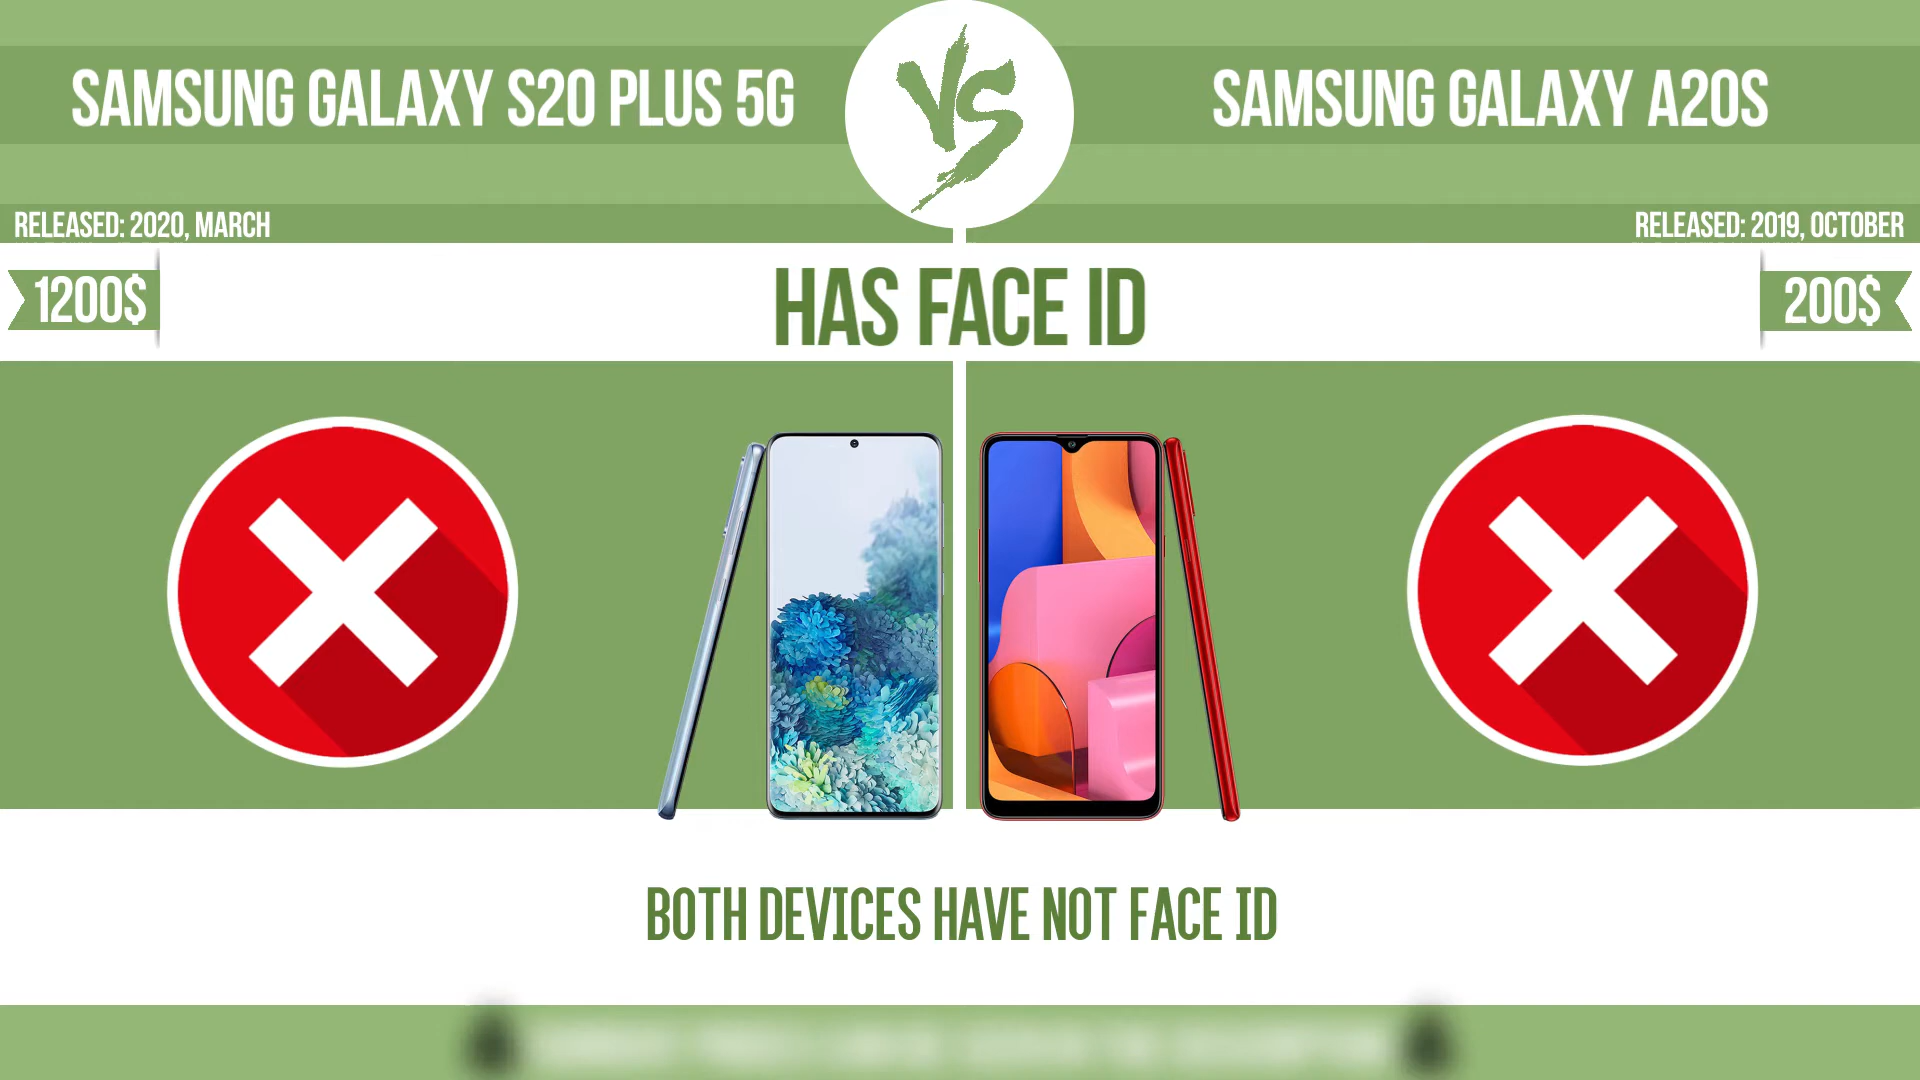 SAMSUNG GALAXY S20 PLUS 5G
VS
SAMSUNG GALAXY A20S
RELEASED: 2020, MARCH
RELEASED: 2019, OCTOBER
1200$
HAS FACE ID
200$
BOTH DEVICES HAVE NOT FACE ID